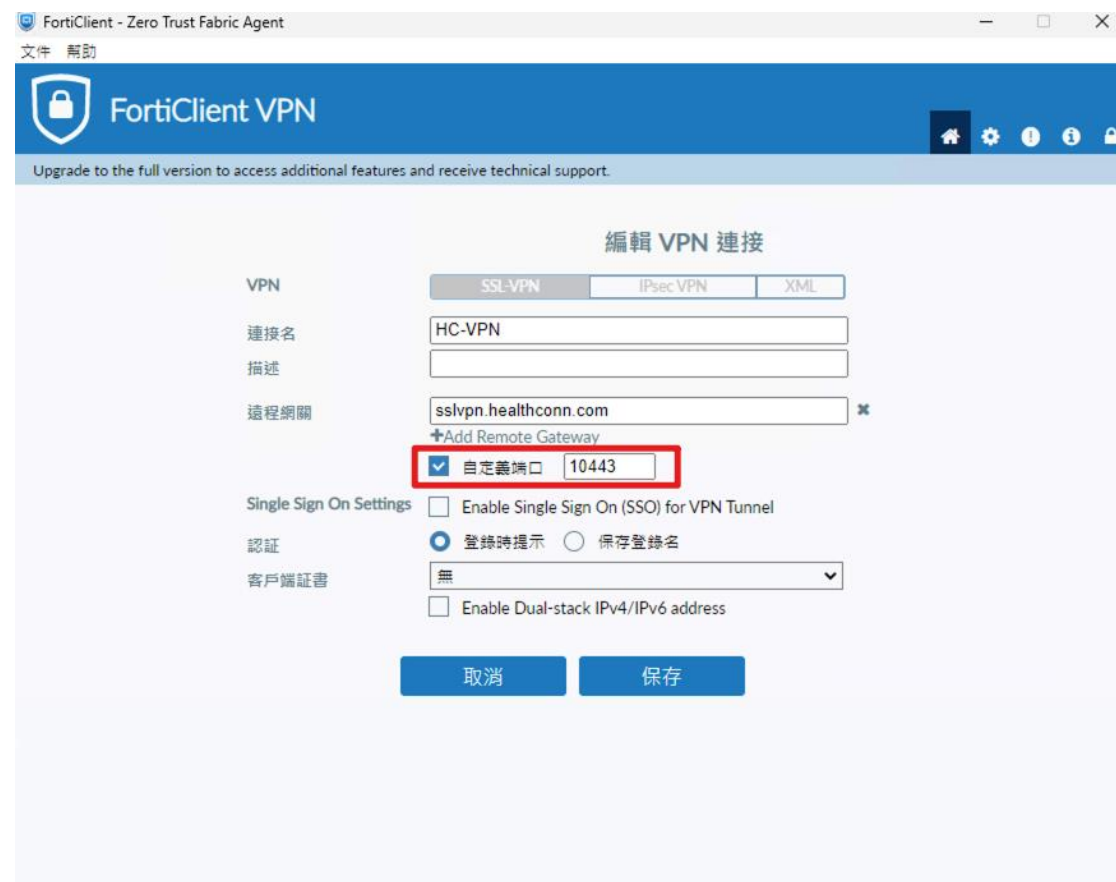 FortiClient - Zero Trust Fabric Agent
文件 幫助
FortiClient VPN
Upgrade to the full version to access additional features and receive technical support.
編輯 VPN 連接
VPN SSL-VPN IPsec VPN XML
連接名 HC-VPN
描述
遠程網關 sslvpn.healthconn.com
+Add Remote Gateway
自定義端口 10443
Single Sign On Settings Enable Single Sign On (SSO) for VPN Tunnel
認証 登錄時提示 保存登錄名
客戶端証書 無
Enable Dual-stack IPv4/IPv6 address
取消 保存